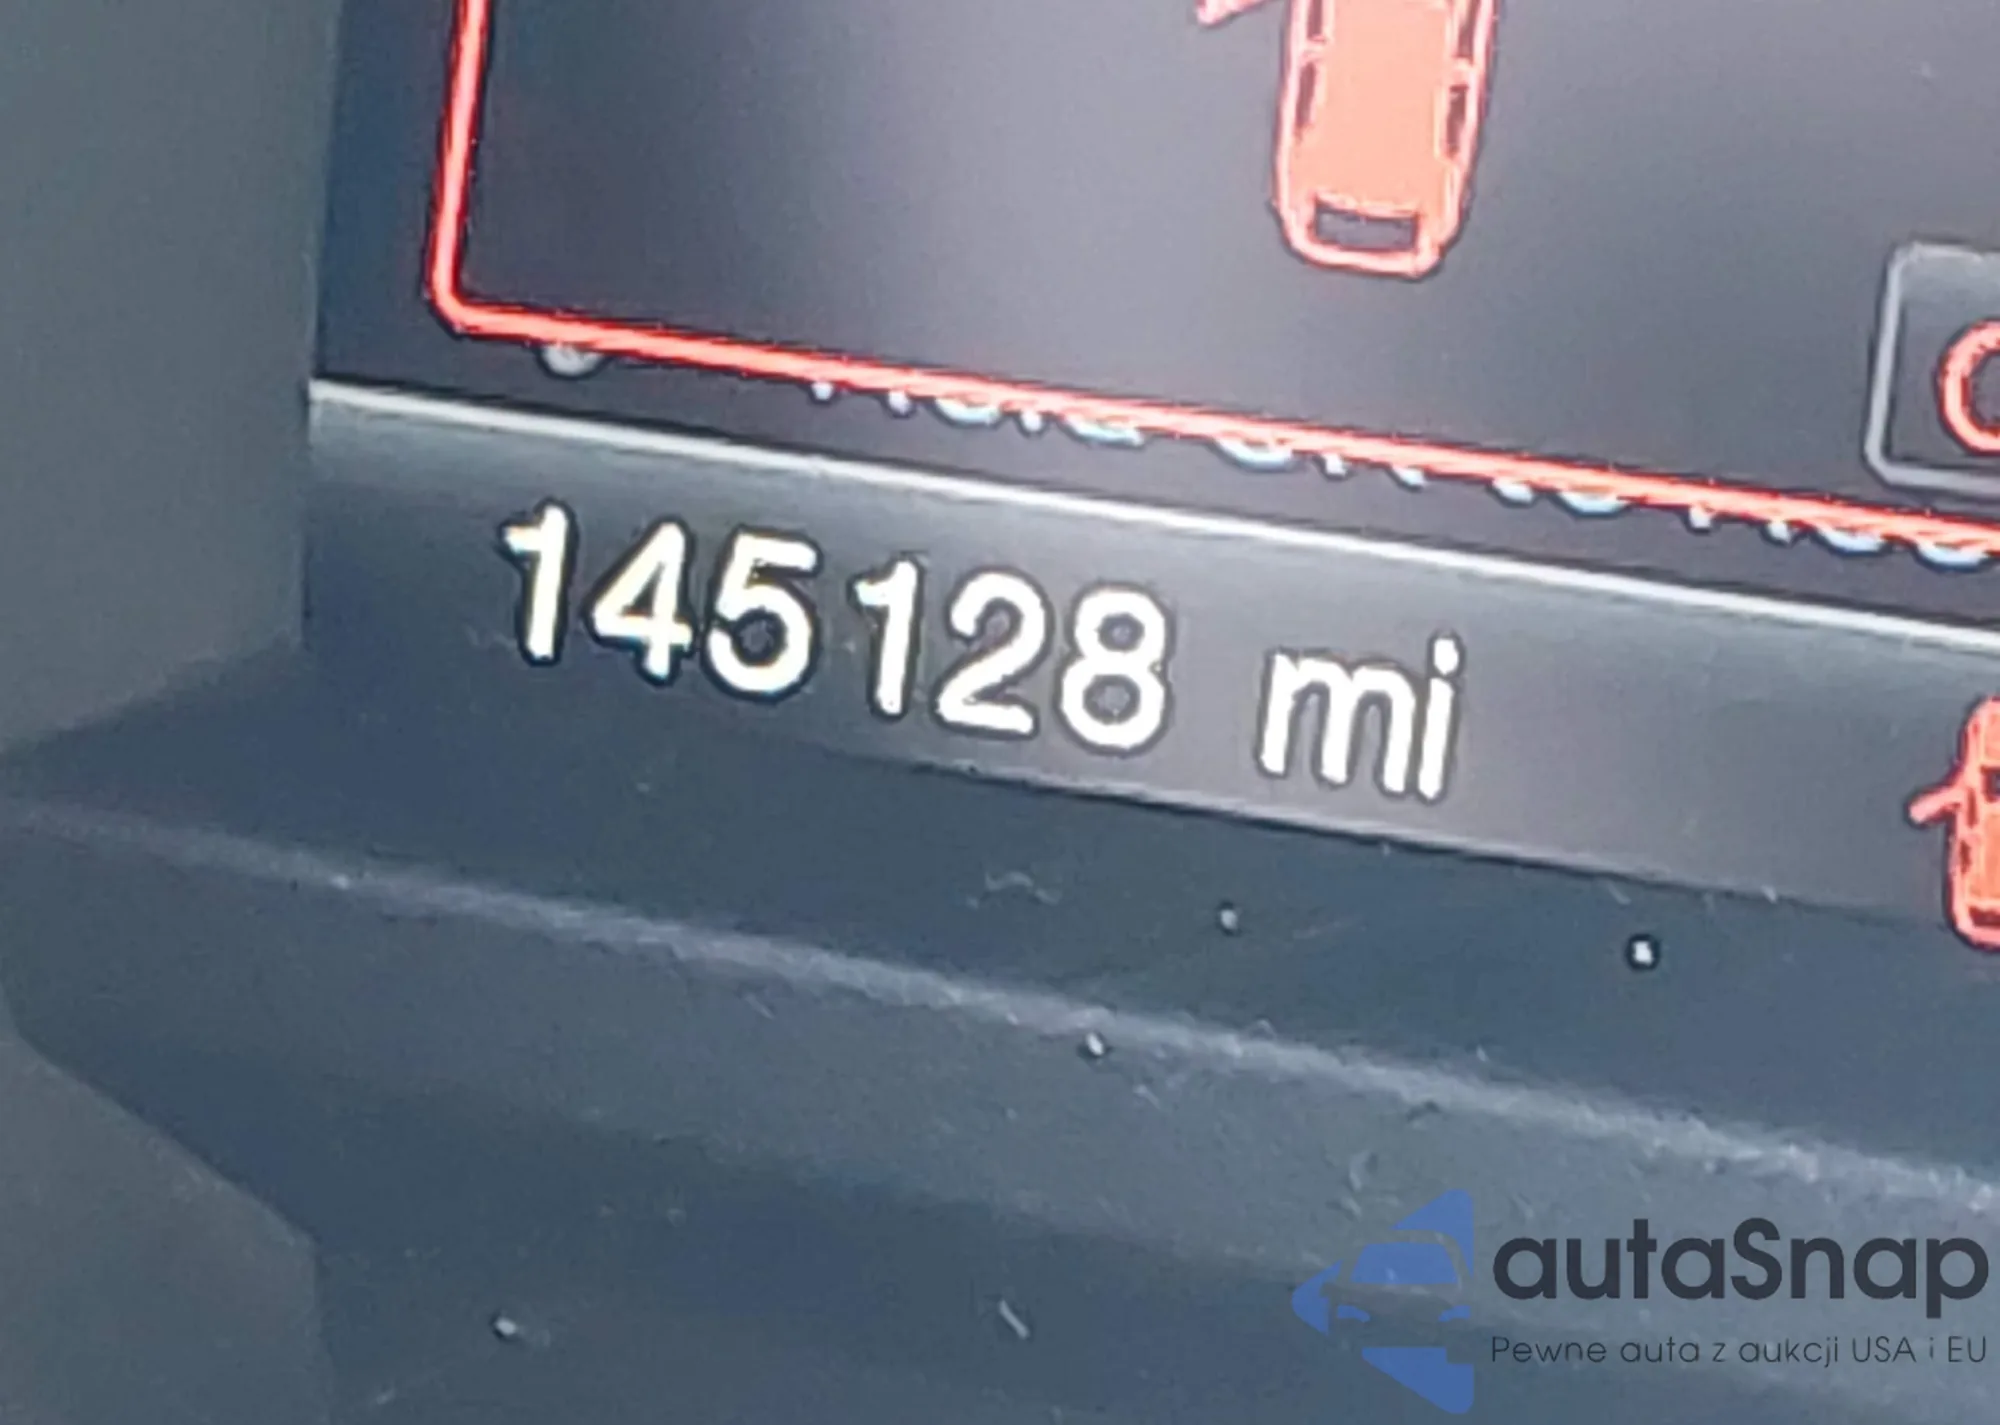 145128 mi
autaSnap
Pewne auta z aukcji USA i EU